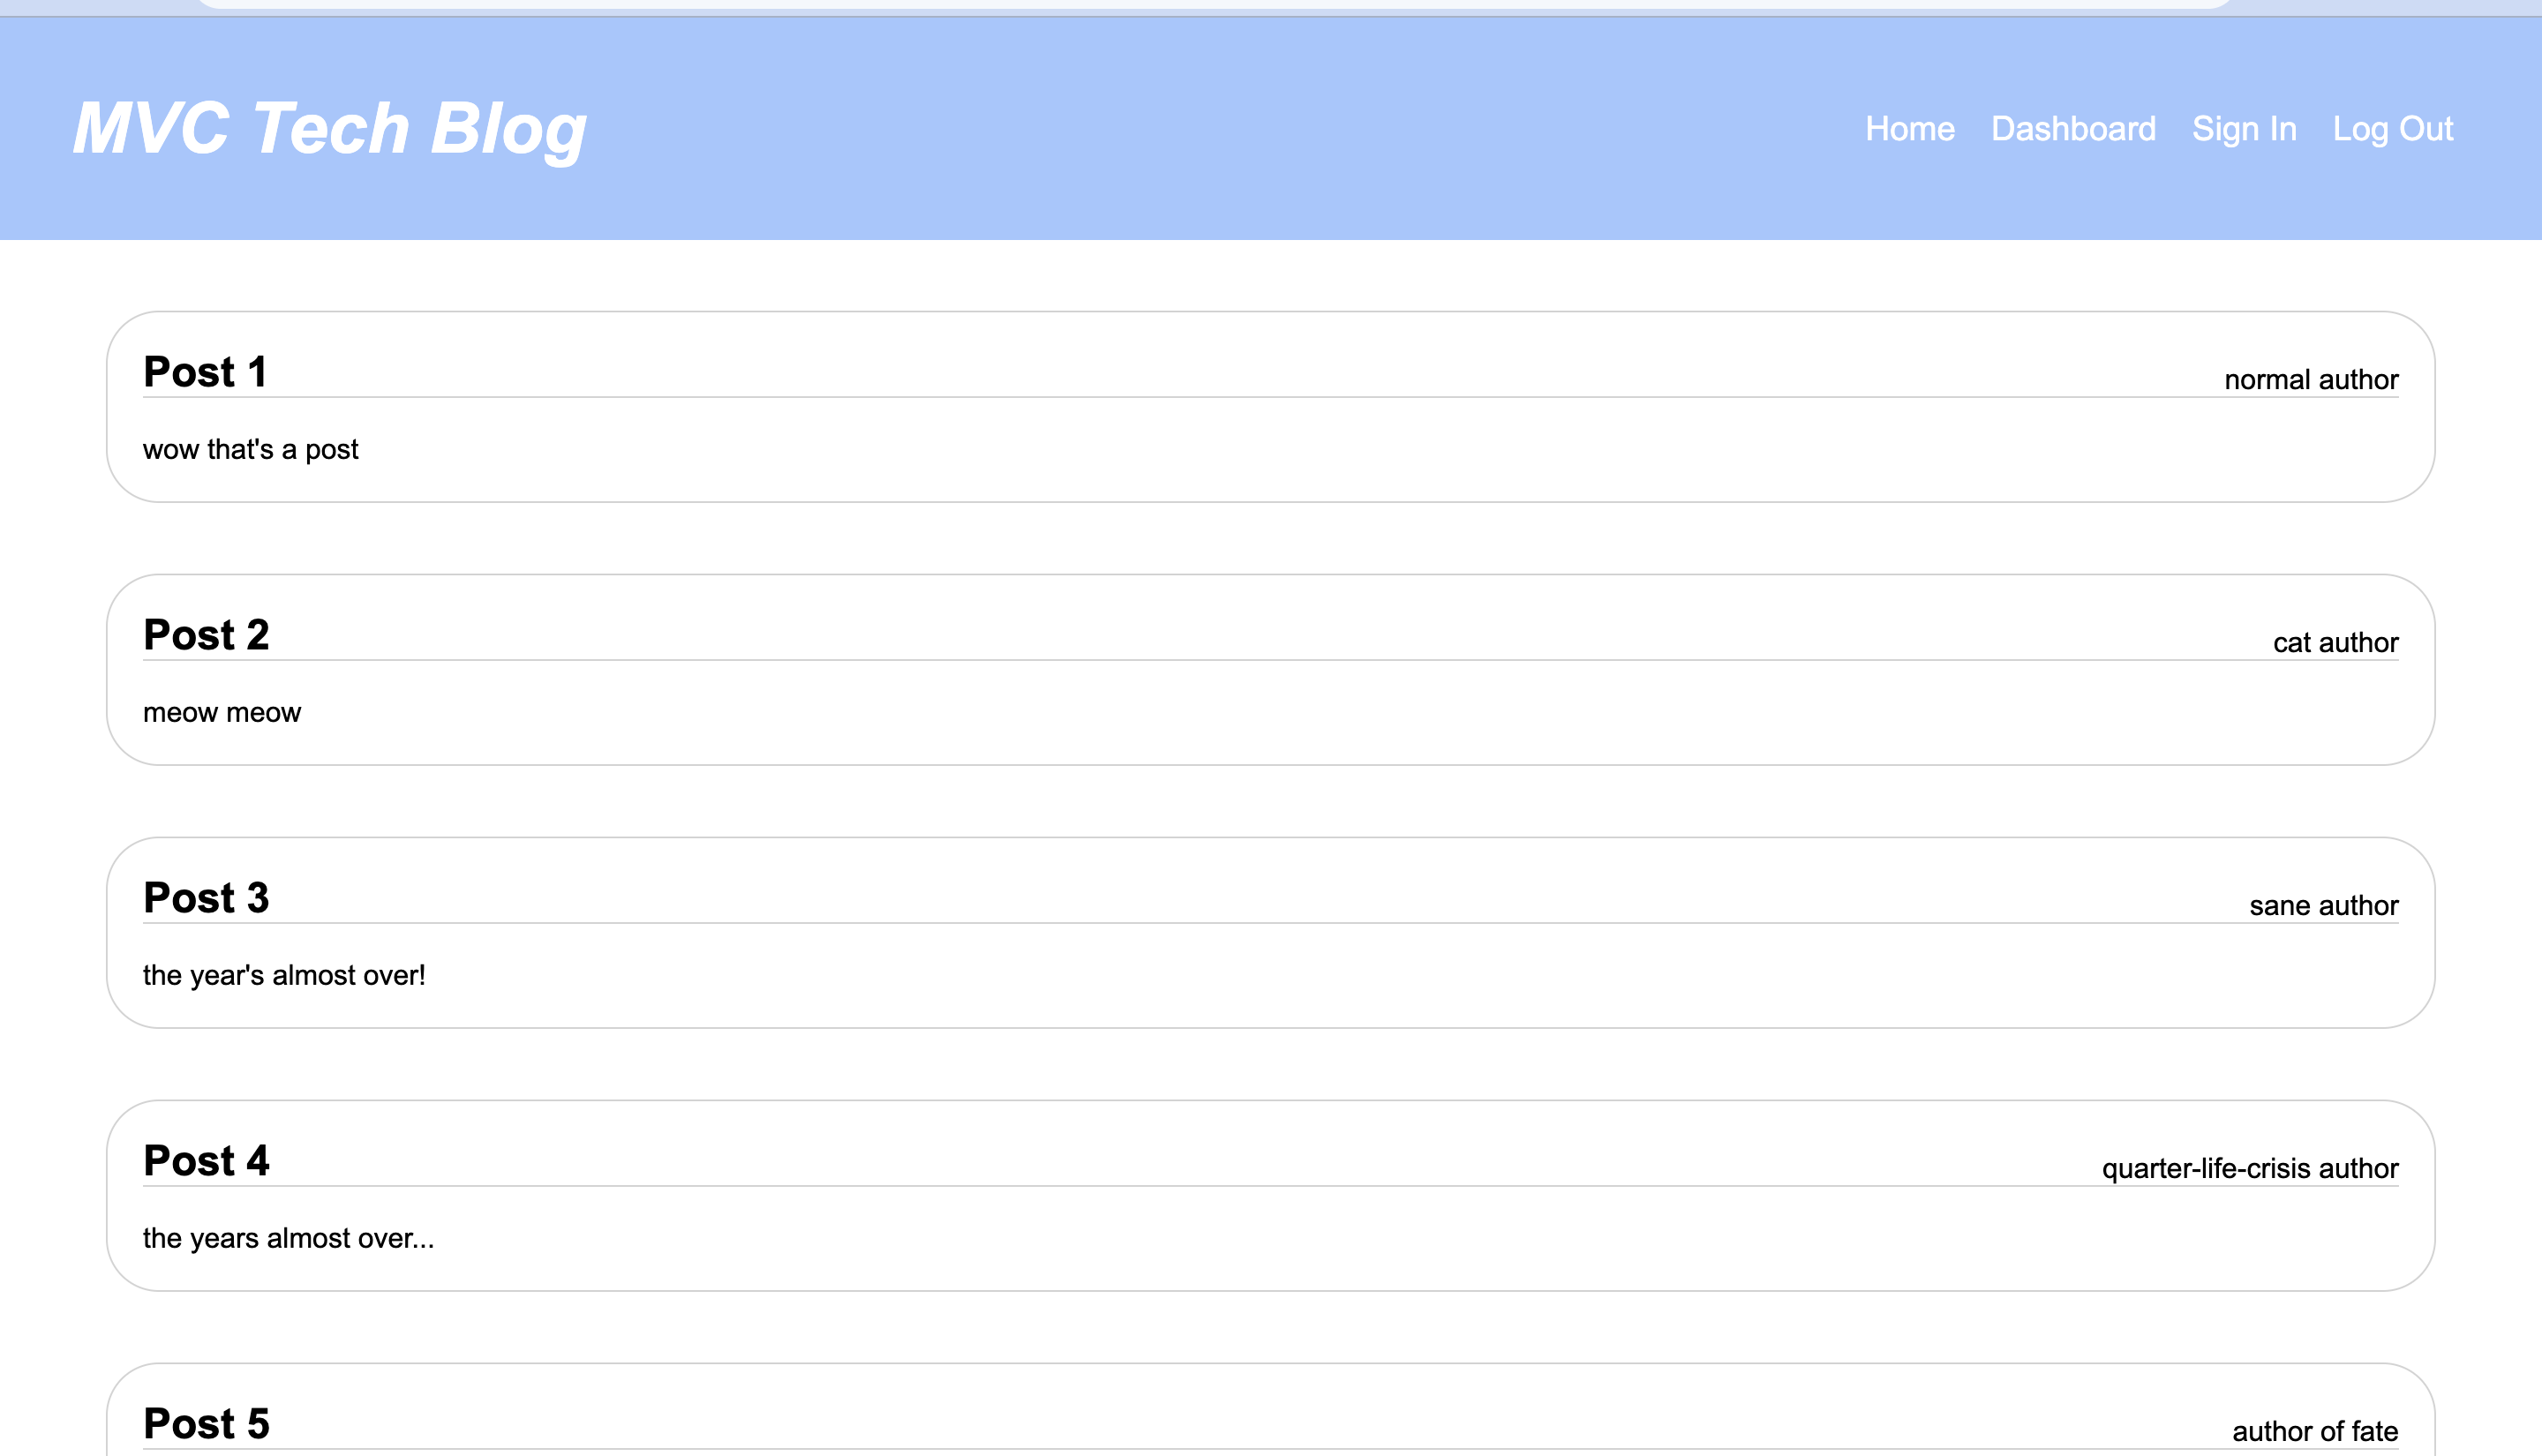 MVC Tech Blog
Home Dashboard Sign In Log Out
Post 1 normal author
wow that's a post
Post 2 cat author
meow meow
Post 3 sane author
the year's almost over!
Post 4 quarter-life-crisis author
the years almost over...
Post 5 author of fate